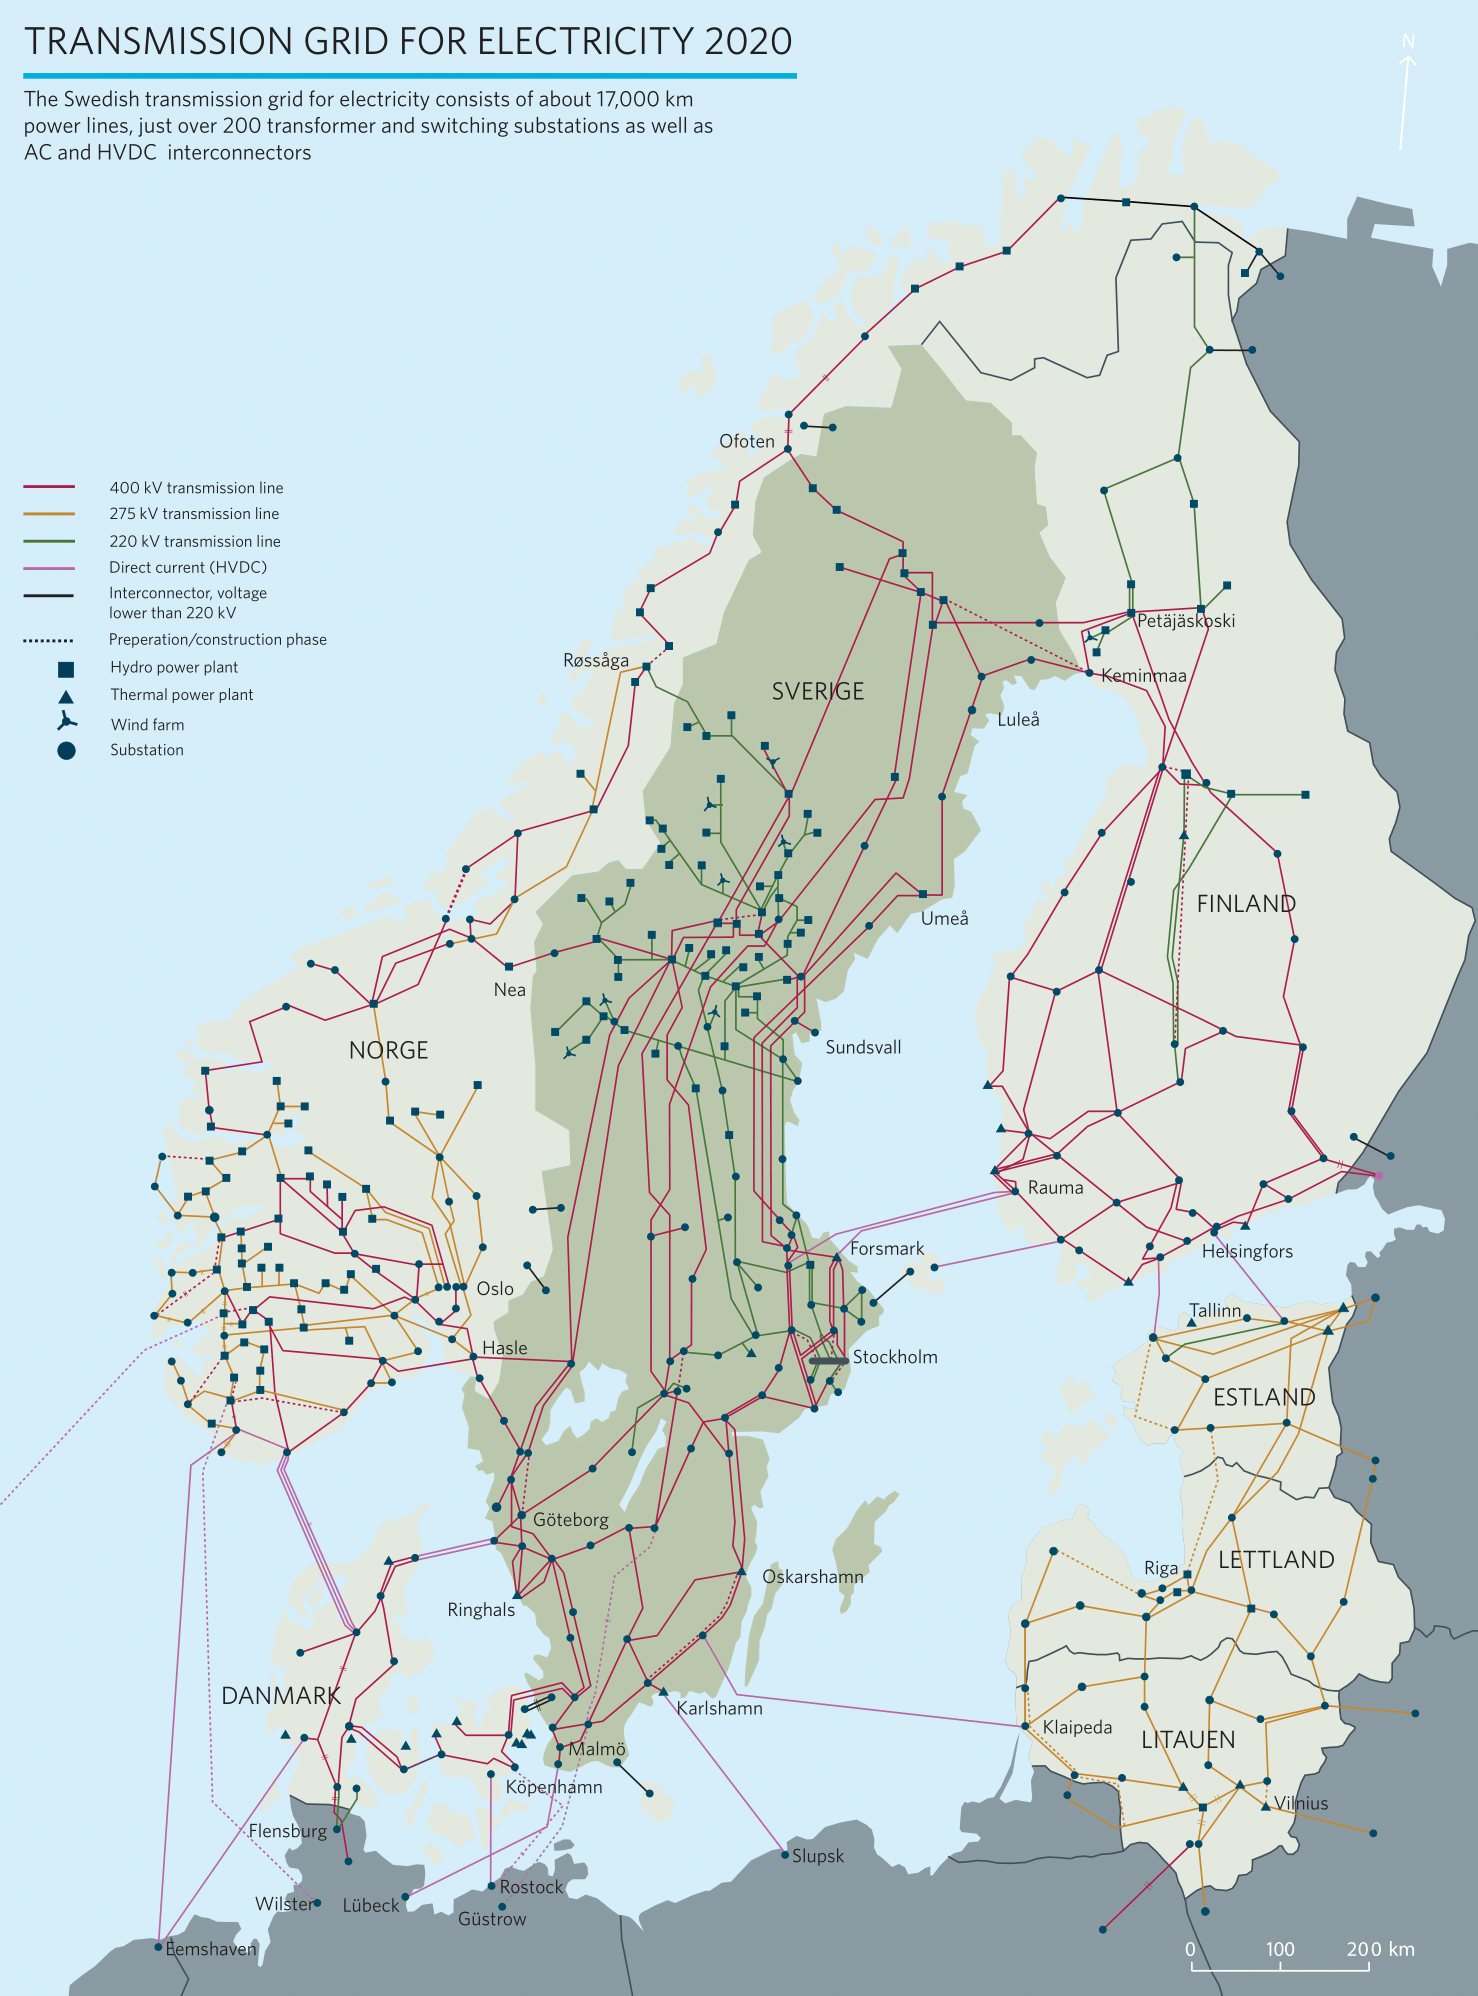 TRANSMISSION GRID FOR ELECTRICITY 2020
The Swedish transmission grid for electricity consists of about 17,000 km
power lines, just over 200 transformer and switching substations as well as
AC and HVDC interconnectors
N
Ofoten
400 kV transmission line
275 kV transmission line
220 kV transmission line
Direct current (HVDC)
Interconnector, voltage
lower than 220 kV
Preperation/construction phase
Hydro power plant
Thermal power plant
Wind farm
Substation
Petäjäskoski
Røssåga
Keminmaa
SVERIGE
Luleå
FINLAND
Umeå
Nea
Sundsvall
NORGE
Rauma
Forsmark
Helsingfors
Oslo
Tallinn
Hasle
Stockholm
ESTLAND
Göteborg
LETTLAND
Riga
Oskarshamn
Ringhals
DANMARK
Karlshamn
Klaipeda
LITAUEN
Malmö
Köpenhamn
Vilnius
Flensburg
Slupsk
Rostock
Wilster
Lübeck
Güstrow
Eemshaven
0 100 200 km